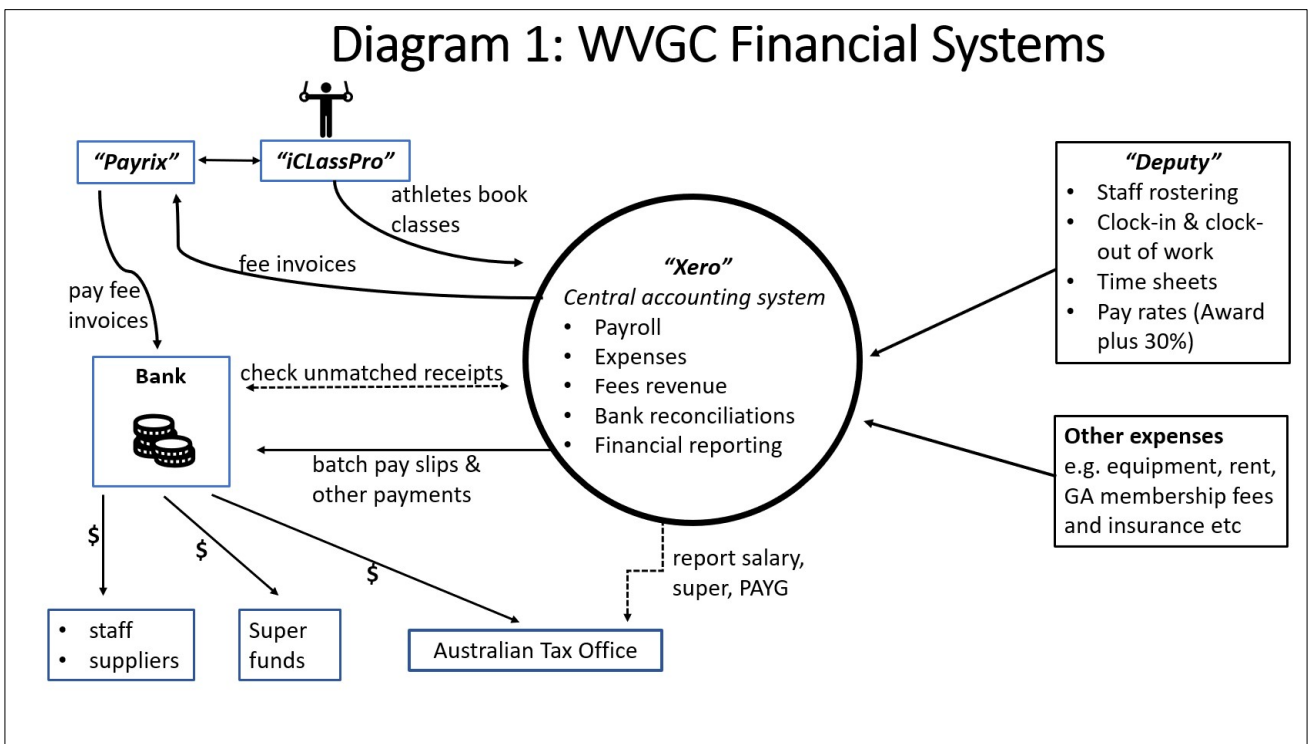 Diagram 1: WVGC Financial Systems
“Payrix”
“iCLassPro”
athletes book
classes
fee invoices
pay fee
invoices
Bank
check unmatched receipts
batch pay slips &
other payments
“Xero”
Central accounting system
• Payroll
• Expenses
• Fees revenue
• Bank reconciliations
• Financial reporting
“Deputy”
• Staff rostering
• Clock-in & clock-
out of work
• Time sheets
• Pay rates (Award
plus 30%)
Other expenses
e.g. equipment, rent,
GA membership fees
and insurance etc
report salary,
super, PAYG
$
$
$
• staff
• suppliers
Super
funds
Australian Tax Office